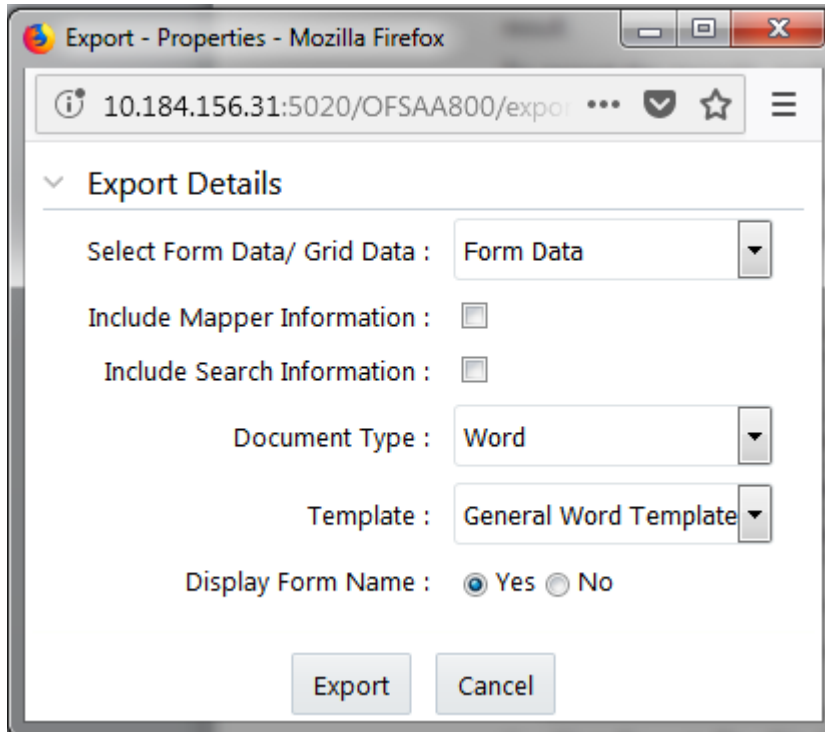 Export - Properties - Mozilla Firefox
10.184.156.31:5020/OFSAA800/expor
Export Details
Select Form Data/ Grid Data : Form Data
Include Mapper Information :
Include Search Information :
Document Type : Word
Template : General Word Template
Display Form Name : Yes No
Export Cancel